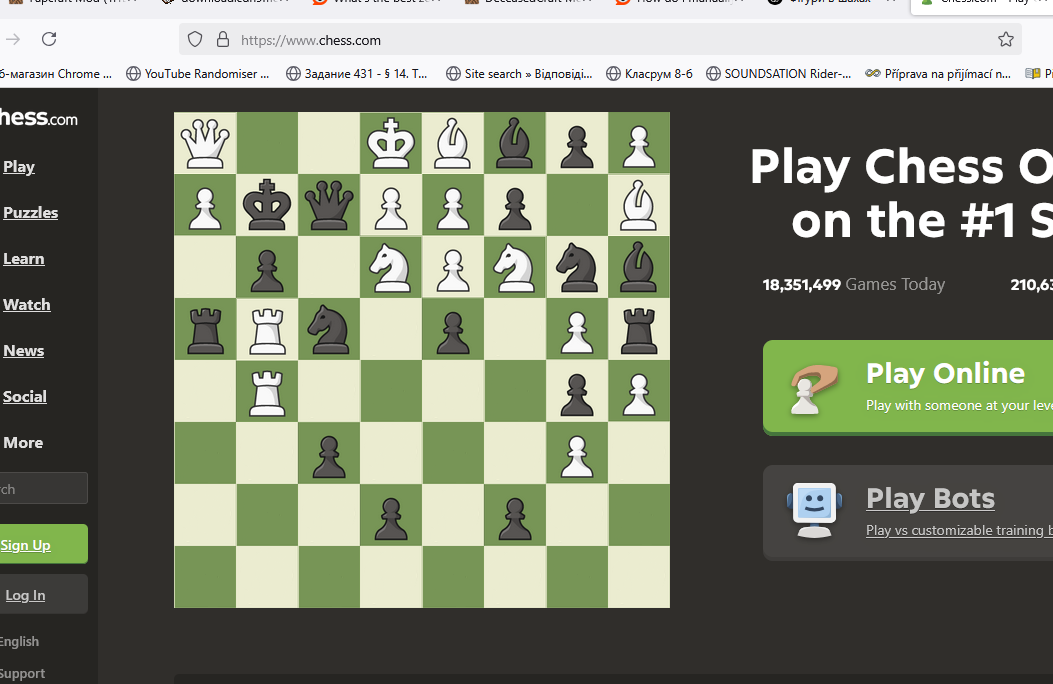 https://www.chess.com
б-магазин Chrome ... YouTube Randomiser ... Задание 431 - § 14. Т... Site search » Відповіді... Класрум 8-б SOUNDSATION Rider-... Příprava na přijímací n...
hess.com
Play
Puzzles
Learn
Watch
News
Social
More
rch
Sign Up
Log In
English
Support
Play Chess O
on the #1 S
18,351,499 Games Today 210,63
Play Online
Play with someone at your leve
Play Bots
Play vs customizable training b